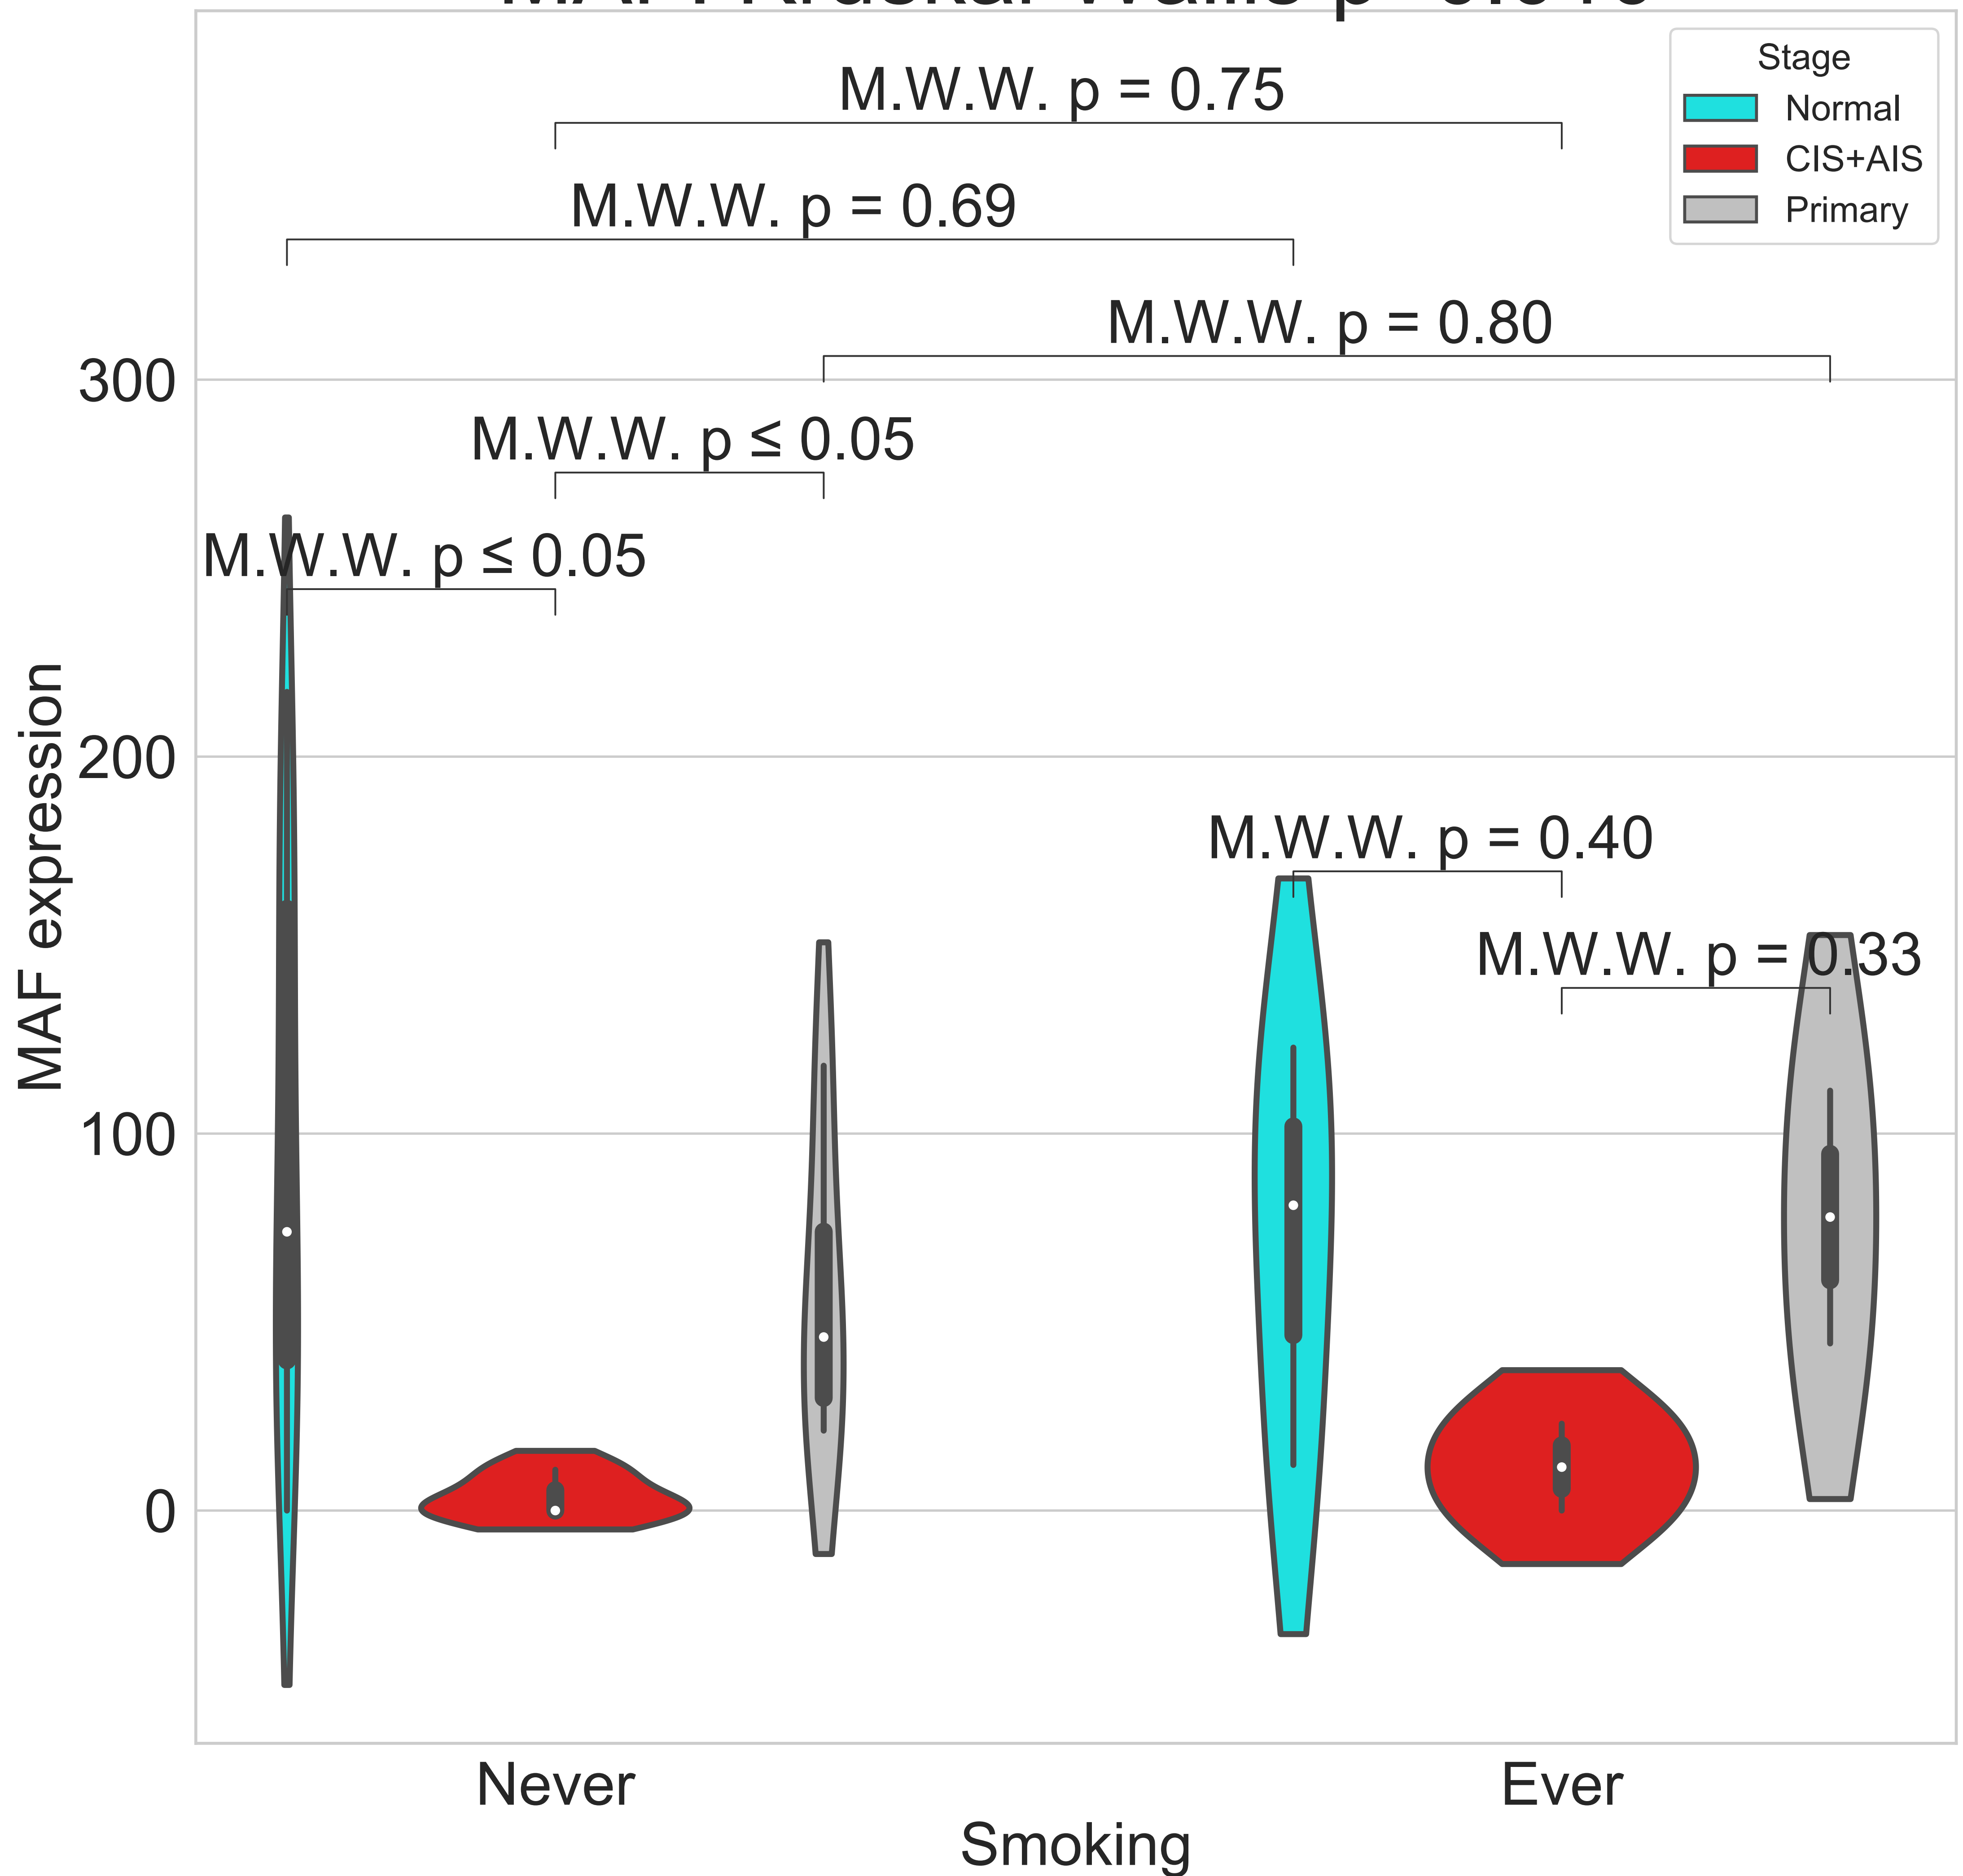 Stage
Normal
CIS+AIS
Primary
M.W.W. p = 0.75
M.W.W. p = 0.69
M.W.W. p = 0.80
M.W.W. p ≤ 0.05
M.W.W. p ≤ 0.05
M.W.W. p = 0.40
M.W.W. p = 0.33
MAF expression
300
200
100
0
Never
Ever
Smoking